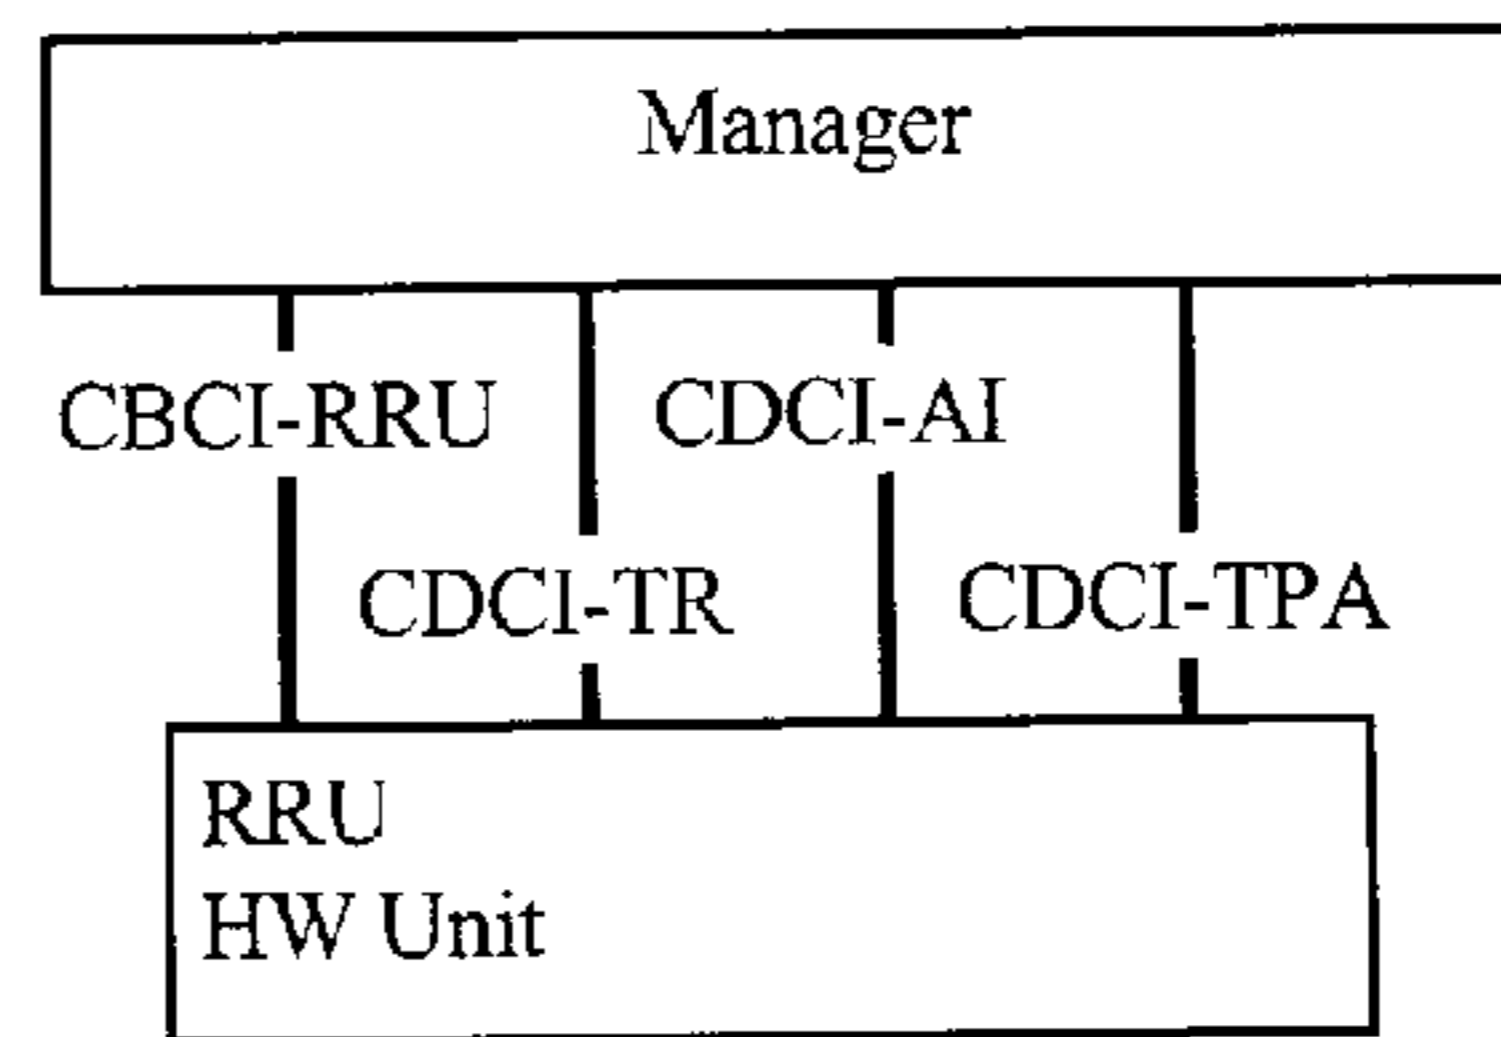 Manager
CBCI-RRU
CDCI-AI
CDCI-TR
CDCI-TPA
RRU
HW Unit